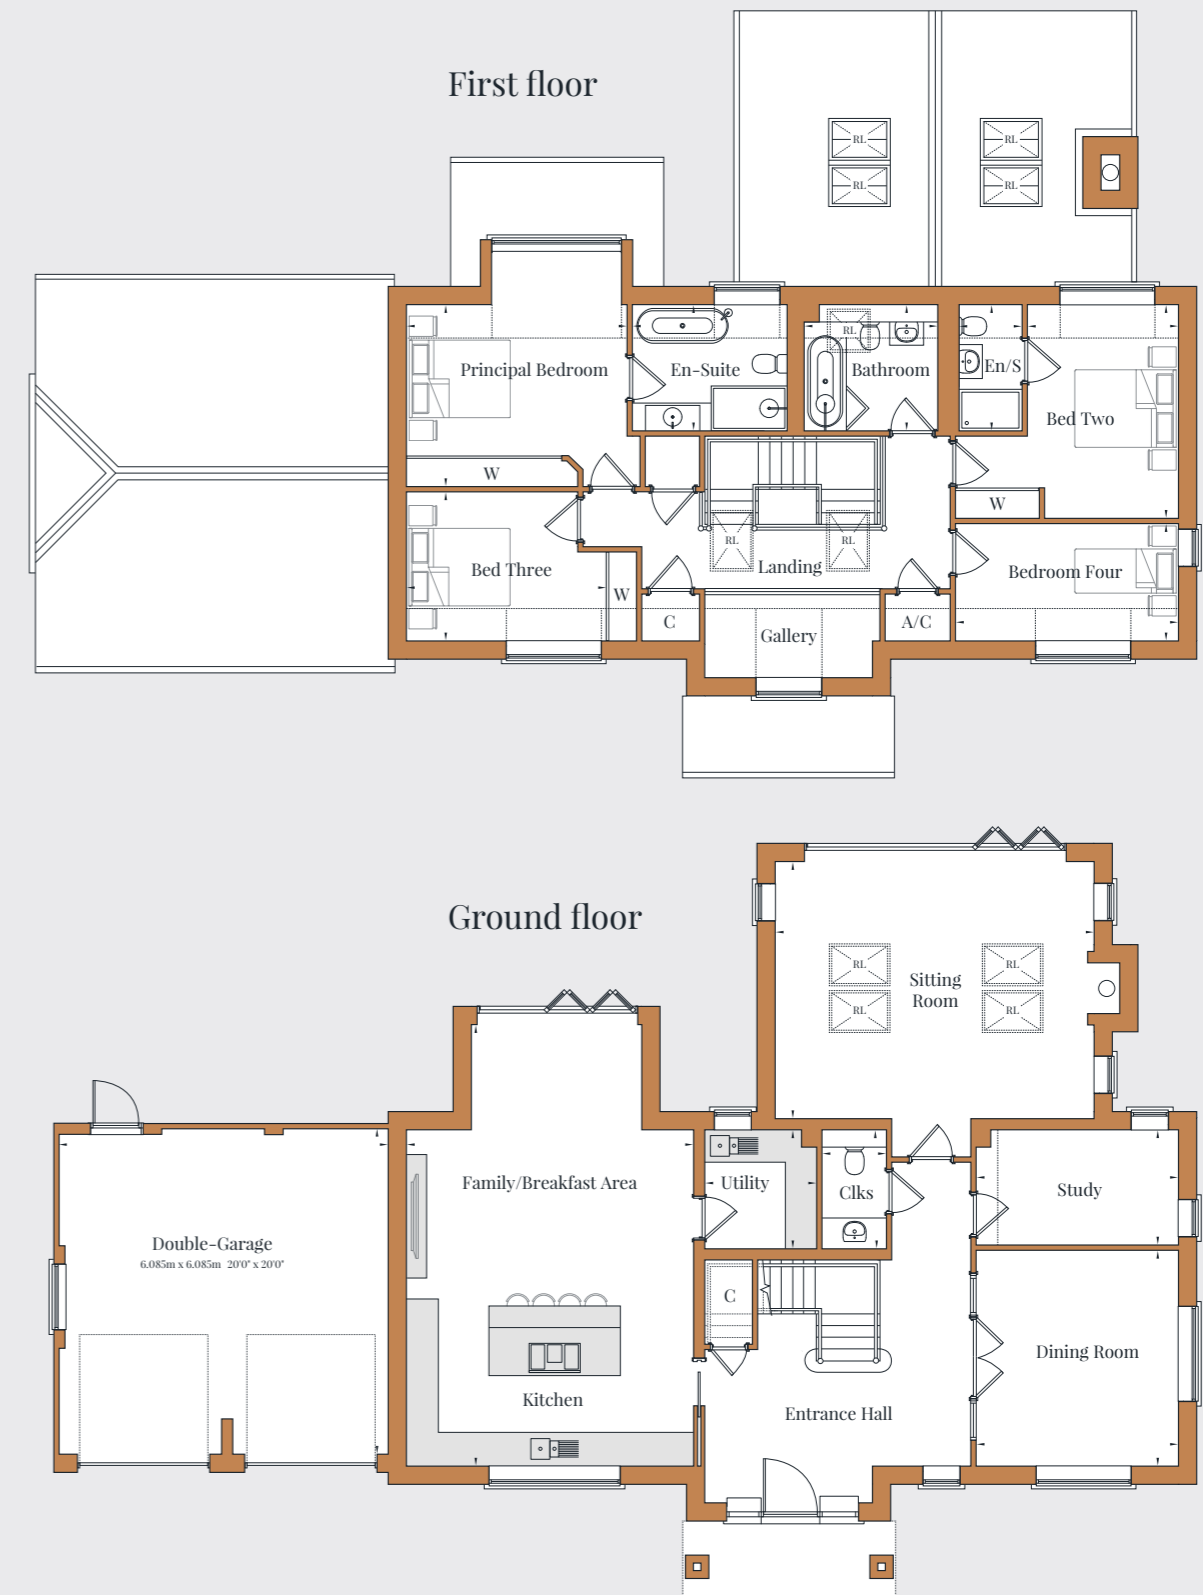 First floor
RL
RL
RL
RL
Principal Bedroom
En-Suite
RL
Bathroom
En/S
Bed Two
W
W
RL
RL
Bed Three
W
Landing
Bedroom Four
C
Gallery
A/C
Ground floor
RL
RL
Sitting
Room
RL
RL
Family/Breakfast Area
Utility
Clks
Study
Double-Garage
6.085m x 6.085m 20'0" x 20'0"
C
Dining Room
Kitchen
Entrance Hall